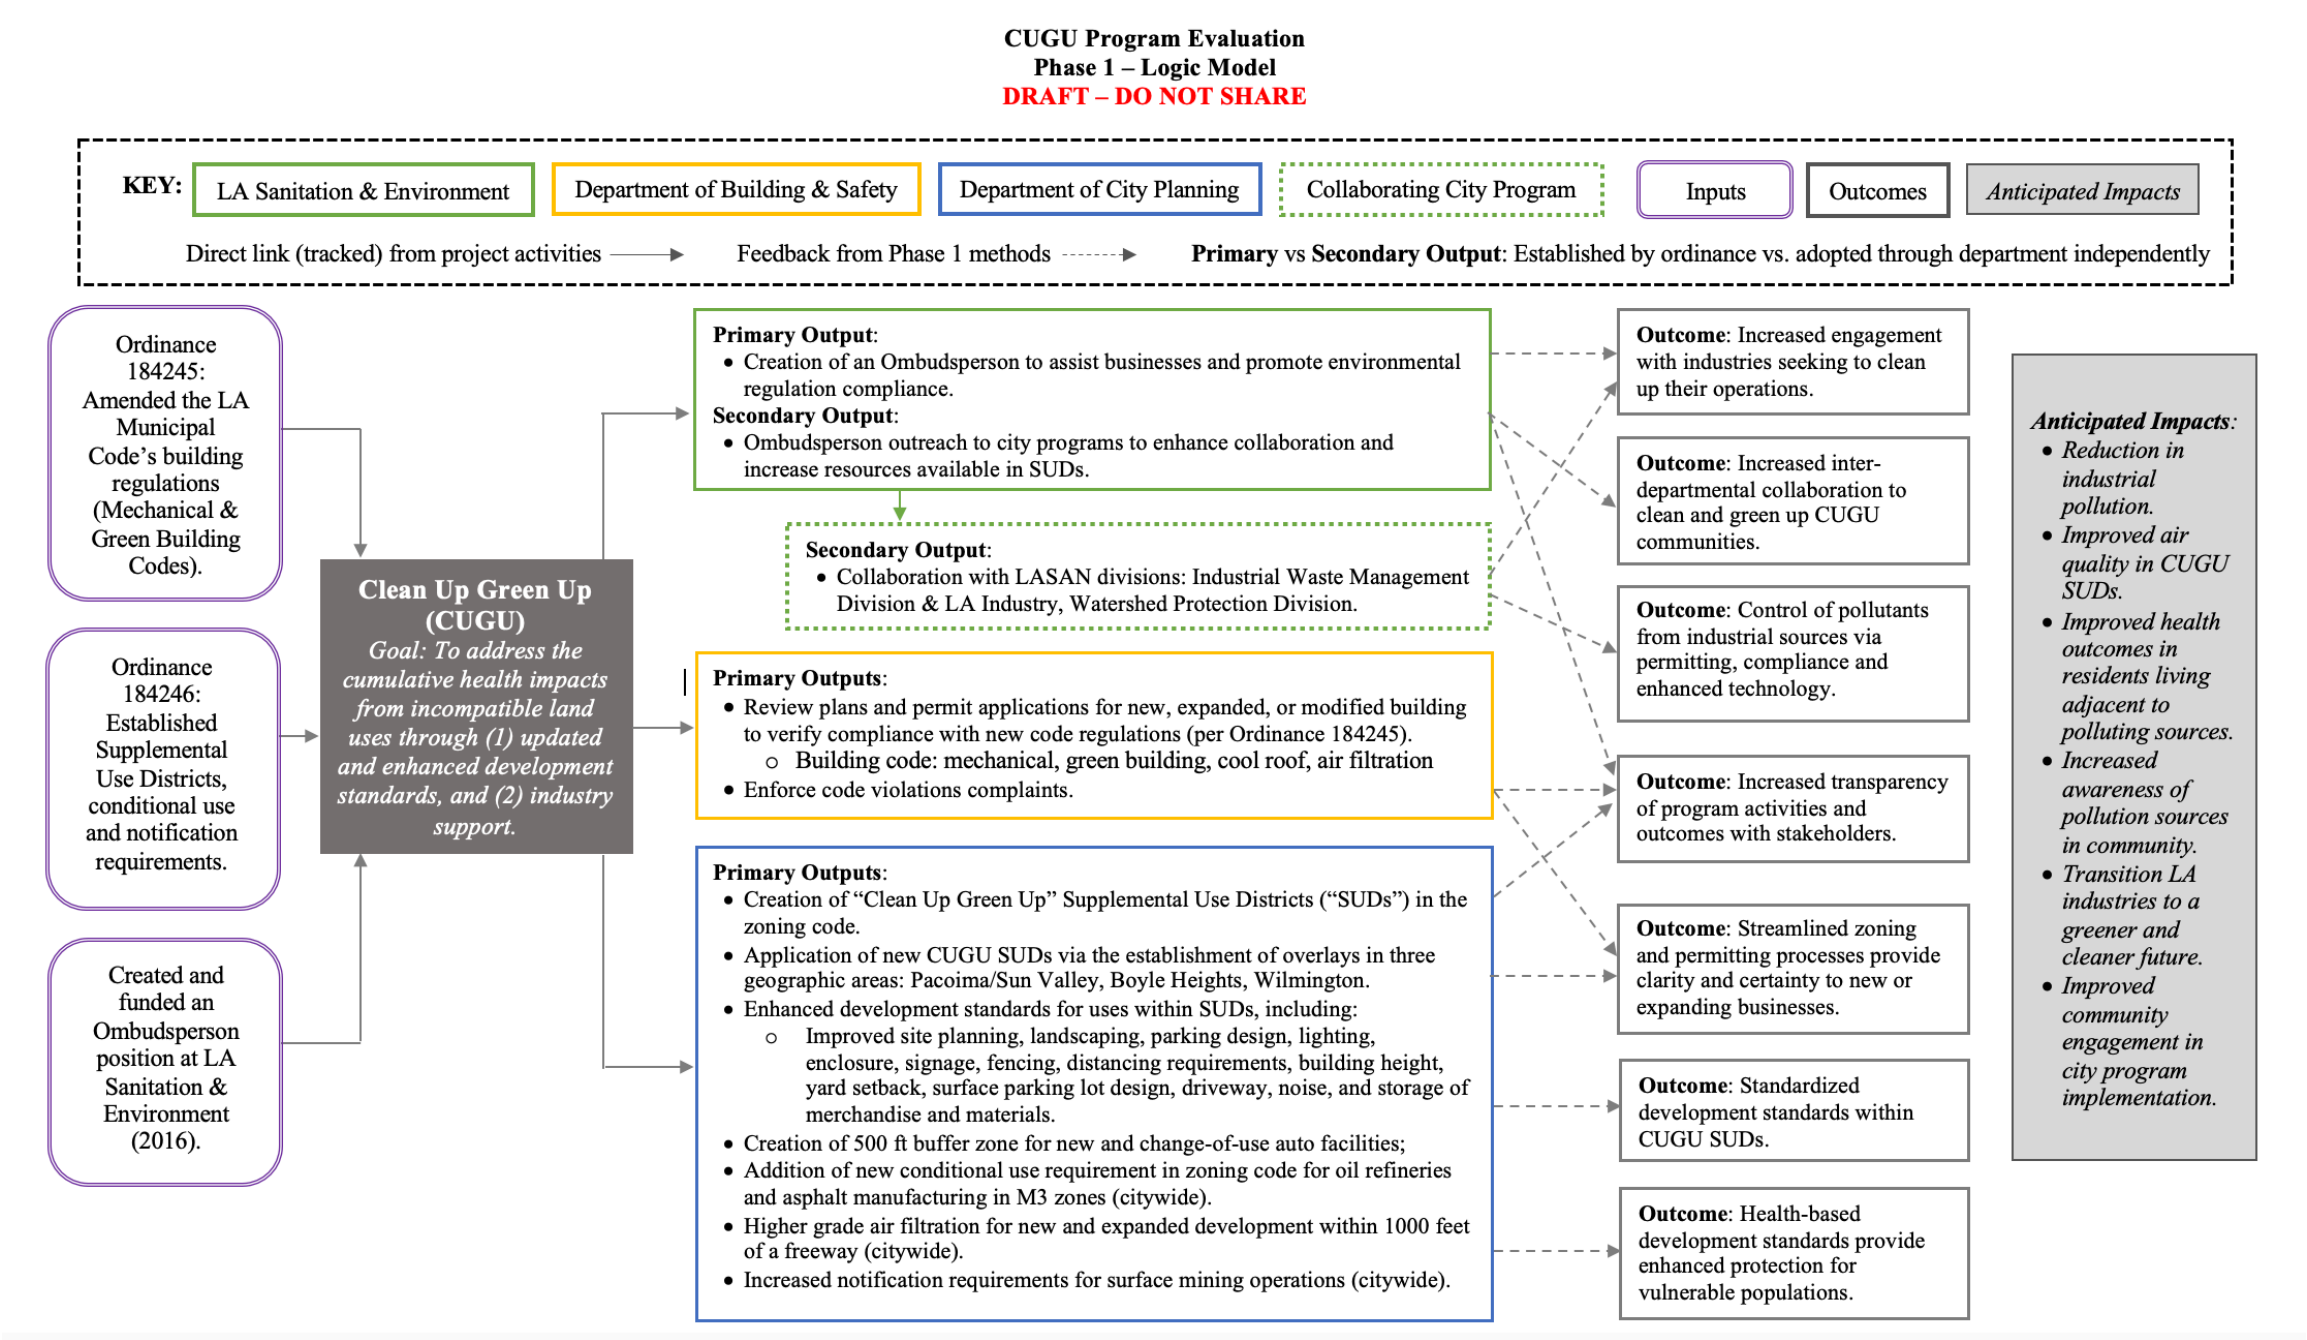 CUGU Program Evaluation
Phase 1 – Logic Model
DRAFT – DO NOT SHARE
KEY:
LA Sanitation & Environment
Department of Building & Safety
Department of City Planning
Collaborating City Program
Inputs
Outcomes
Anticipated Impacts
Direct link (tracked) from project activities
Feedback from Phase 1 methods
Primary vs Secondary Output: Established by ordinance vs. adopted through department independently
Ordinance
184245:
Amended the LA
Municipal
Code’s building
regulations
(Mechanical &
Green Building
Codes).
Ordinance
184246:
Established
Supplemental
Use Districts,
conditional use
and notification
requirements.
Created and
funded an
Ombudsperson
position at LA
Sanitation &
Environment
(2016).
Clean Up Green Up
(CUGU)
Goal: To address the
cumulative health impacts
from incompatible land
uses through (1) updated
and enhanced development
standards, and (2) industry
support.
Primary Output:
• Creation of an Ombudsperson to assist businesses and promote environmental
regulation compliance.
Secondary Output:
• Ombudsperson outreach to city programs to enhance collaboration and
increase resources available in SUDs.
Secondary Output:
• Collaboration with LASAN divisions: Industrial Waste Management
Division & LA Industry, Watershed Protection Division.
Primary Outputs:
• Review plans and permit applications for new, expanded, or modified building
to verify compliance with new code regulations (per Ordinance 184245).
o Building code: mechanical, green building, cool roof, air filtration
• Enforce code violations complaints.
Primary Outputs:
• Creation of “Clean Up Green Up” Supplemental Use Districts (“SUDs”) in the
zoning code.
• Application of new CUGU SUDs via the establishment of overlays in three
geographic areas: Pacoima/Sun Valley, Boyle Heights, Wilmington.
• Enhanced development standards for uses within SUDs, including:
o Improved site planning, landscaping, parking design, lighting,
enclosure, signage, fencing, distancing requirements, building height,
yard setback, surface parking lot design, driveway, noise, and storage of
merchandise and materials.
• Creation of 500 ft buffer zone for new and change-of-use auto facilities;
• Addition of new conditional use requirement in zoning code for oil refineries
and asphalt manufacturing in M3 zones (citywide).
• Higher grade air filtration for new and expanded development within 1000 feet
of a freeway (citywide).
• Increased notification requirements for surface mining operations (citywide).
Outcome: Increased engagement
with industries seeking to clean
up their operations.
Outcome: Increased inter-
departmental collaboration to
clean and green up CUGU
communities.
Outcome: Control of pollutants
from industrial sources via
permitting, compliance and
enhanced technology.
Outcome: Increased transparency
of program activities and
outcomes with stakeholders.
Outcome: Streamlined zoning
and permitting processes provide
clarity and certainty to new or
expanding businesses.
Outcome: Standardized
development standards within
CUGU SUDs.
Outcome: Health-based
development standards provide
enhanced protection for
vulnerable populations.
Anticipated Impacts:
• Reduction in
industrial
pollution.
• Improved air
quality in CUGU
SUDs.
• Improved health
outcomes in
residents living
adjacent to
polluting sources.
• Increased
awareness of
pollution sources
in community.
• Transition LA
industries to a
greener and
cleaner future.
• Improved
community
engagement in
city program
implementation.